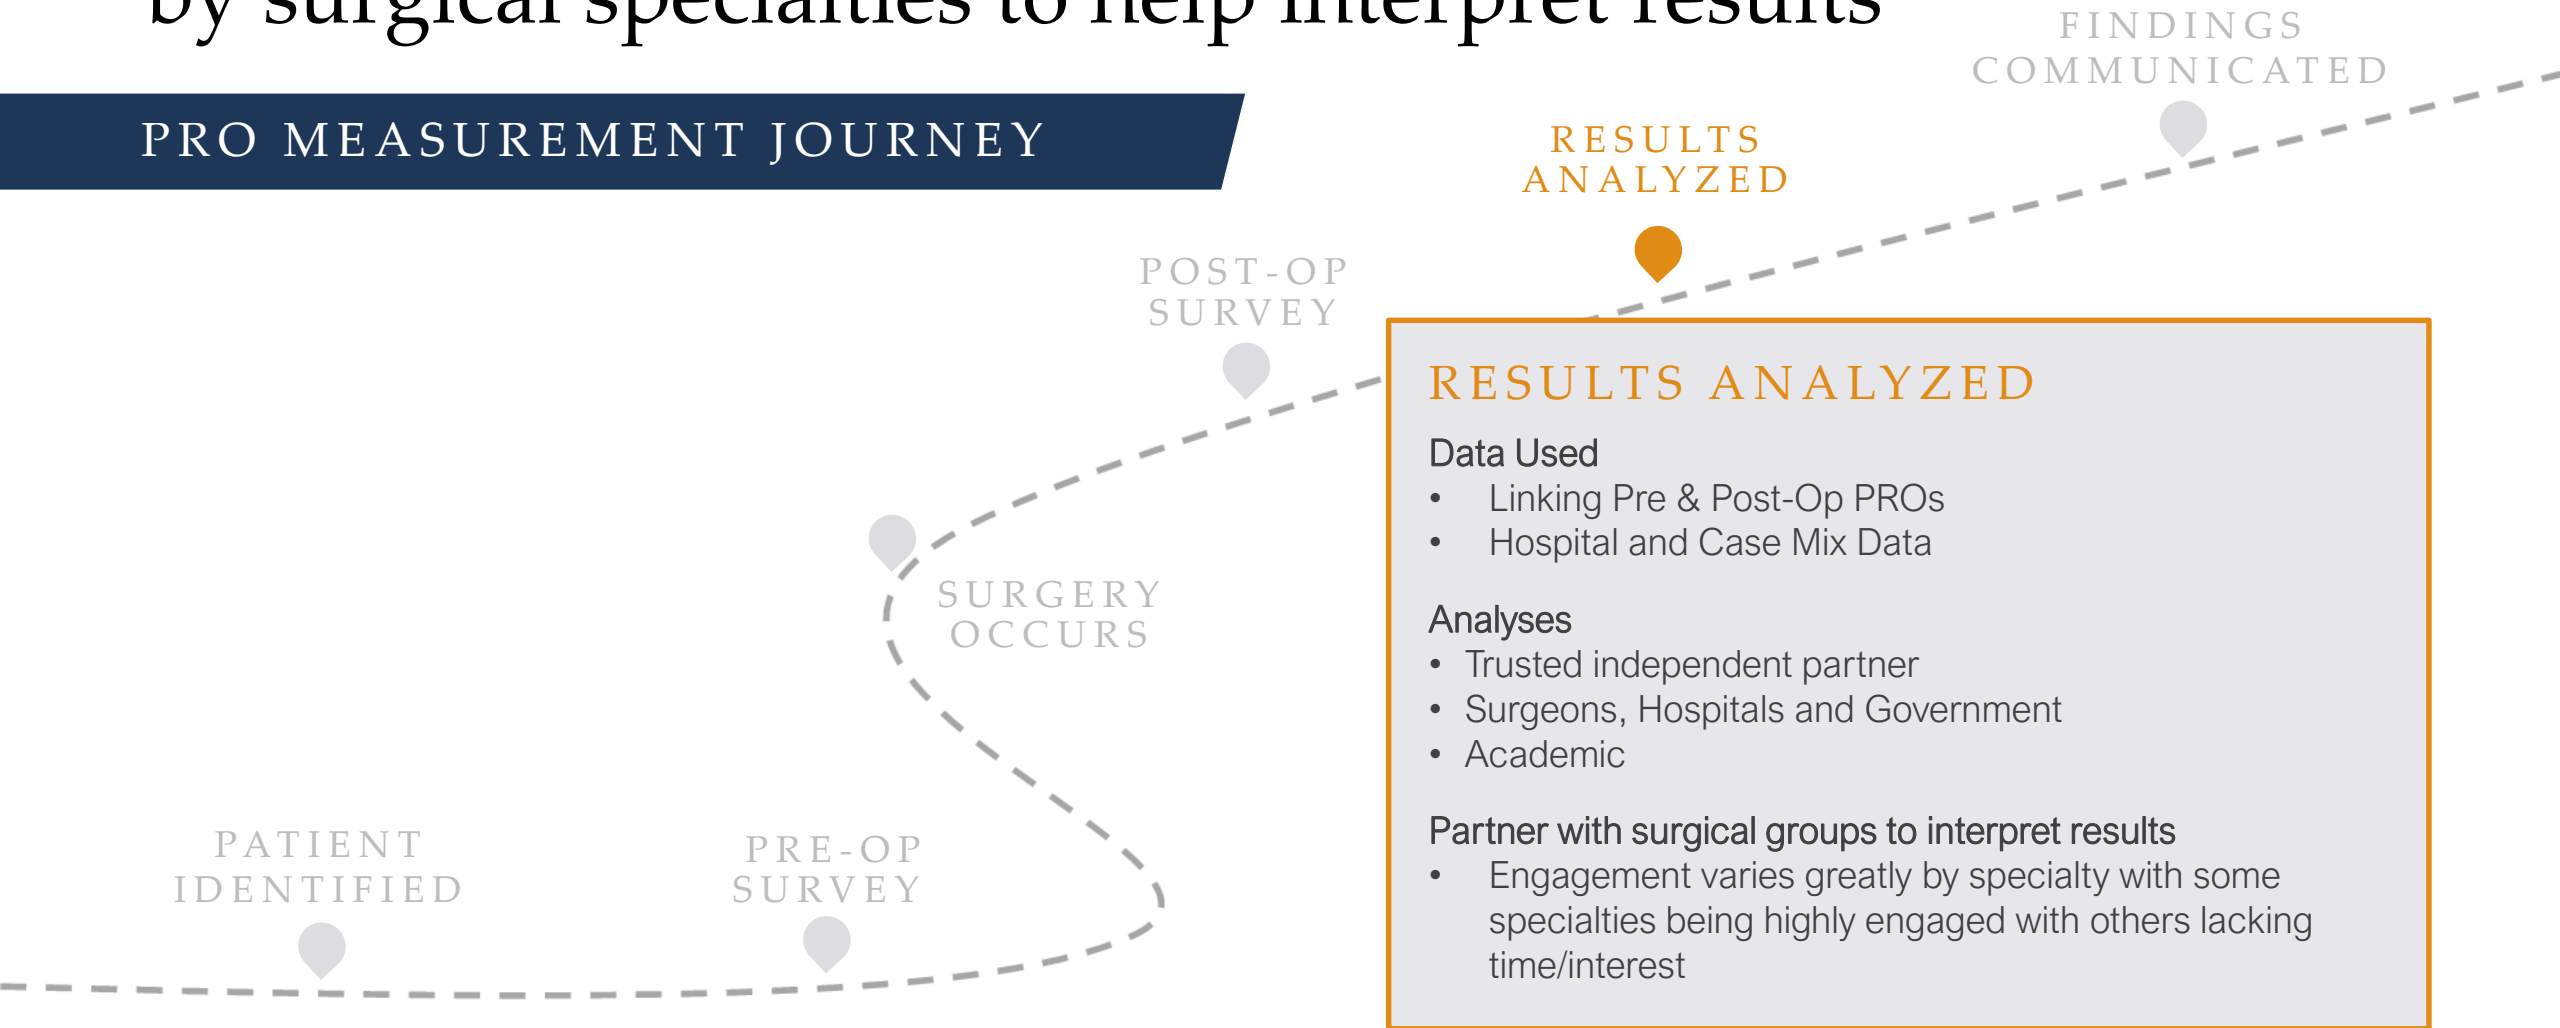 by surgical specialties to help interpret results
PRO MEASUREMENT JOURNEY
FINDINGS
COMMUNICATED
RESULTS
ANALYZED
POST-OP
SURVEY
SURGERY
OCCURS
PATIENT
IDENTIFIED
PRE-OP
SURVEY
RESULTS ANALYZED
Data Used
• Linking Pre & Post-Op PROs
• Hospital and Case Mix Data
Analyses
• Trusted independent partner
• Surgeons, Hospitals and Government
• Academic
Partner with surgical groups to interpret results
• Engagement varies greatly by specialty with some
specialties being highly engaged with others lacking
time/interest